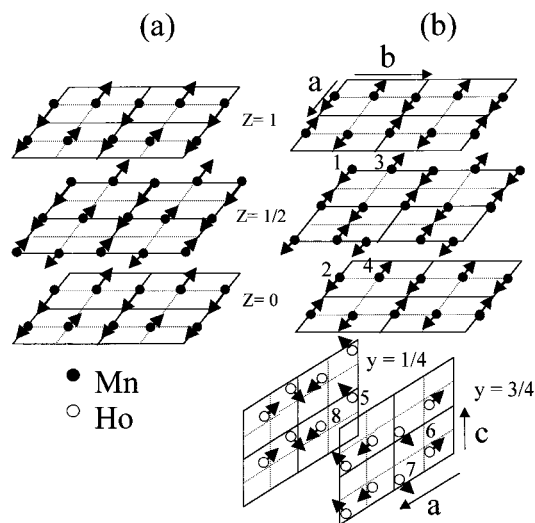 (a)
(b)
b
a
Z= 1
1
3
Z= 1/2
2
4
Z= 0
Mn
Ho
y = 1/4
5
8
y = 3/4
6
7
c
a